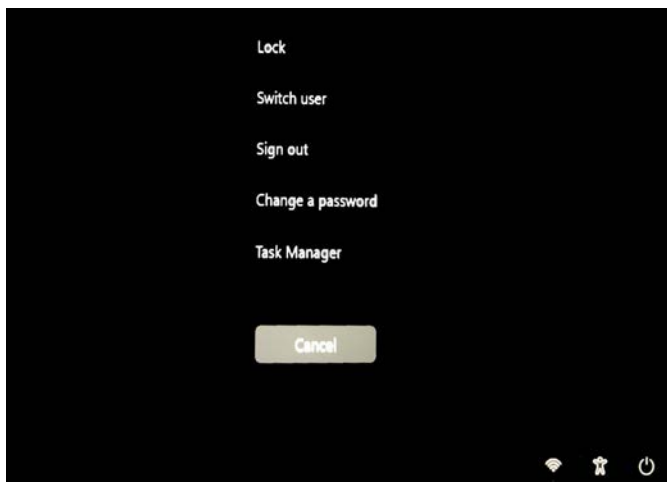 Lock
Switch user
Sign out
Change a password
Task Manager
Cancel